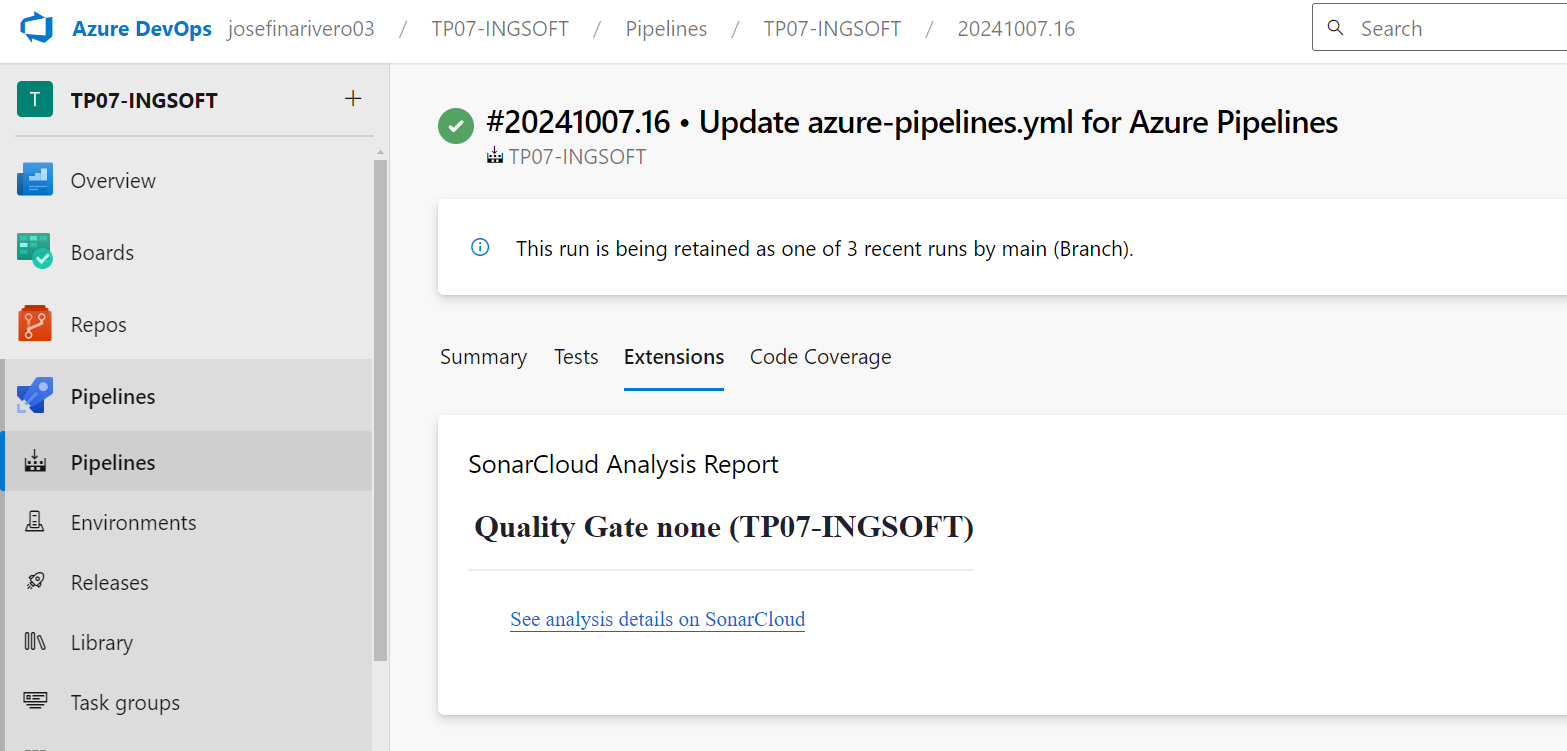 Azure DevOps josefinarivero03 / TP07-INGSOFT / Pipelines / TP07-INGSOFT / 20241007.16
Search
T TP07-INGSOFT +
Overview
Boards
Repos
Pipelines
Pipelines
Environments
Releases
Library
Task groups
#20241007.16 • Update azure-pipelines.yml for Azure Pipelines
TP07-INGSOFT
This run is being retained as one of 3 recent runs by main (Branch).
Summary Tests Extensions Code Coverage
SonarCloud Analysis Report
Quality Gate none (TP07-INGSOFT)
See analysis details on SonarCloud